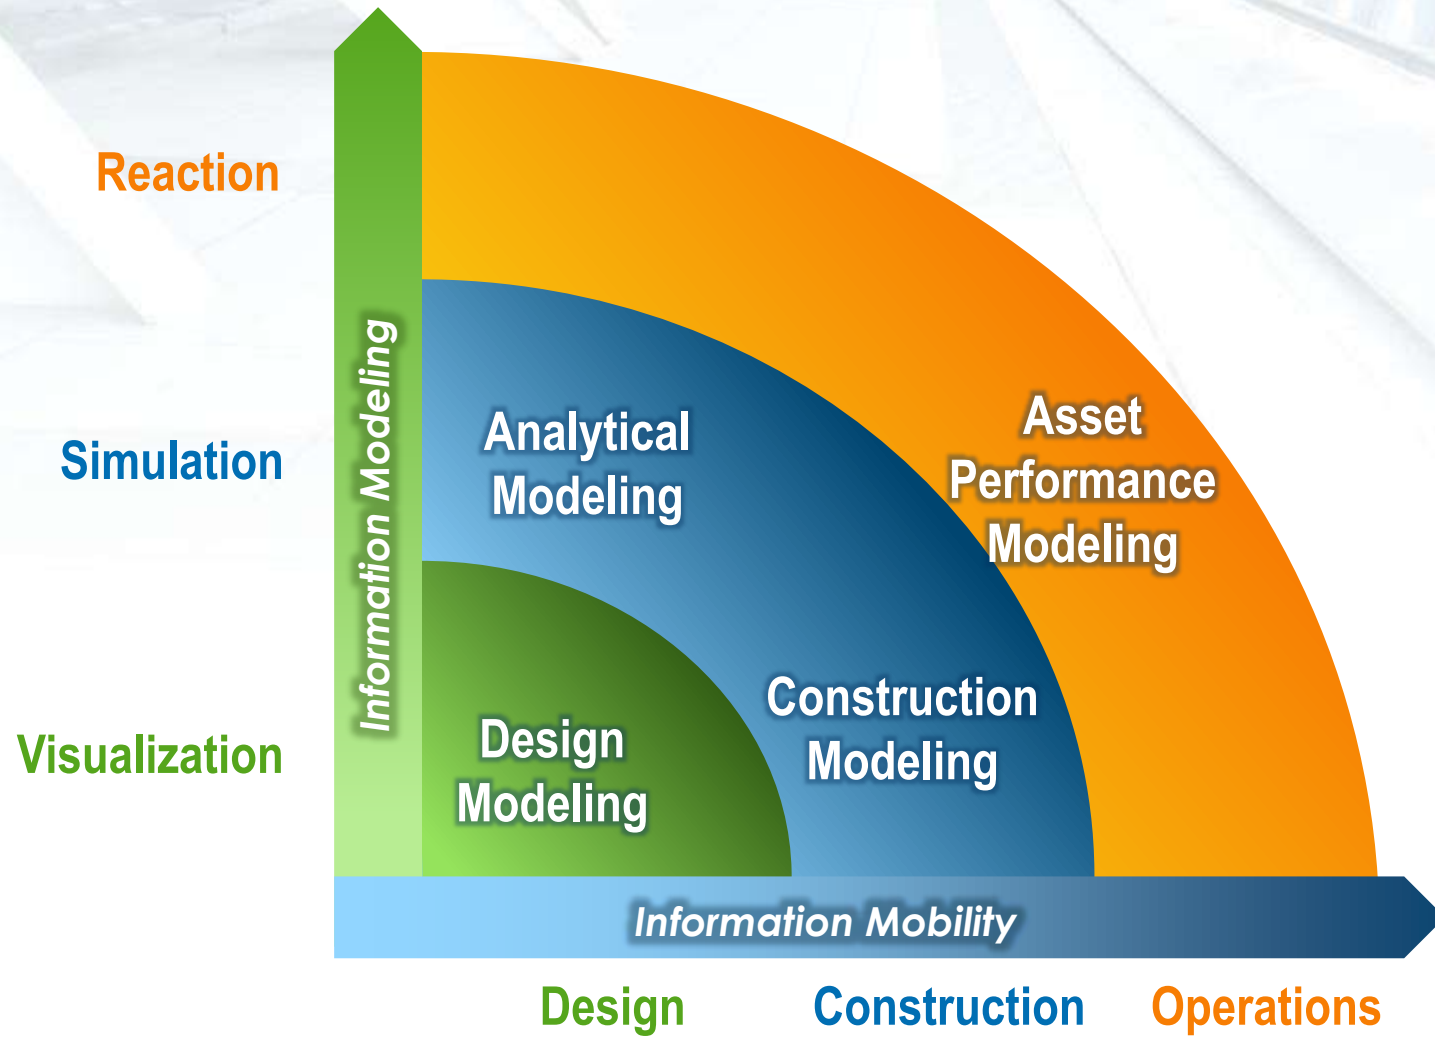 Reaction
Simulation
Visualization
Information Modeling
Analytical
Modeling
Asset
Performance
Modeling
Design
Modeling
Construction
Modeling
Information Mobility
Design
Construction
Operations